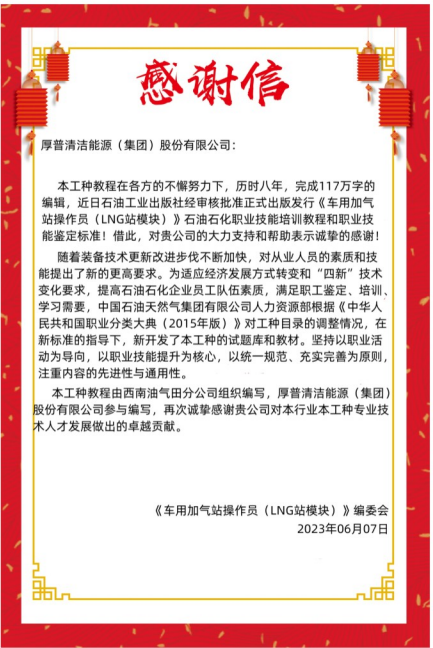 感谢信
厚普清洁能源（集团）股份有限公司：
本工种教程在各方的不懈努力下，历时八年，完成117万字的
编辑，近日石油工业出版社经审核批准正式出版发行《车用加气
站操作员（LNG站模块）》石油石化职业技能培训教程和职业技
能鉴定标准！借此，对贵公司的大力支持和帮助表示诚挚的感谢！
随着装备技术更新改进步伐不断加快，对从业人员的素质和技
能提出了新的更高要求。为适应经济发展方式转变和“四新”技术
变化要求，提高石油石化企业员工队伍素质，满足职工鉴定、培训、
学习需要，中国石油天然气集团有限公司人力资源部根据《中华人
民共和国职业分类大典（2015年版）》对工种目录的调整情况，在
新标准的指导下，新开发了本工种的试题库和教材。坚持以职业活
动为导向，以职业技能提升为核心，以统一规范、充实完善为原则，
注重内容的先进性与通用性。
本工种教程由西南油气田分公司组织编写，厚普清洁能源（集团）
股份有限公司参与编写，再次诚挚感谢贵公司对本行业本工种专业技
术人才发展做出的卓越贡献。
《车用加气站操作员（LNG站模块）》编委会
2023年06月07日